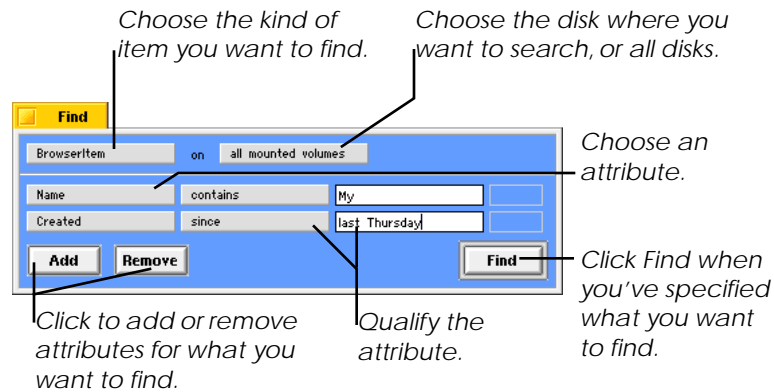 Choose the kind of
item you want to find.
Choose the disk where you
want to search, or all disks.
Find
BrowserItem on all mounted volumes
Choose an
attribute.
Name contains My
Created since last Thursday
Add Remove Find
Click Find when
you’ve specified
what you want
to find.
Click to add or remove
attributes for what you
want to find.
Qualify the
attribute.